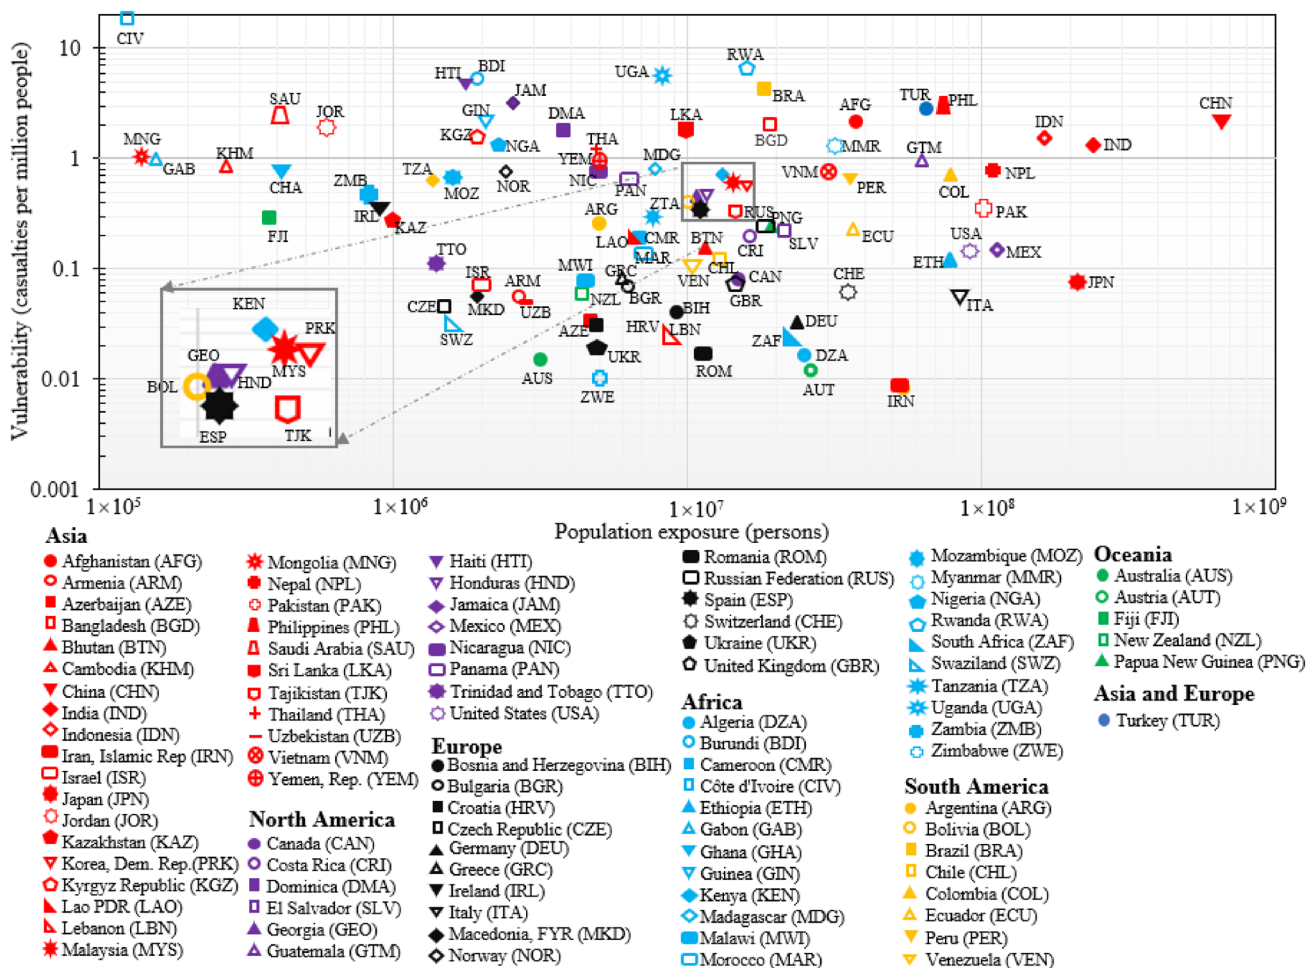 Vulnerability (casualties per million people)
10
1
0.1
0.01
0.001
CIV
HTI
BDI
UGA
RWA
SAU
JOR
JAM
DMA
LKA
BRA
AFG
TUR
PHL
CHN
GIN
KGZ
NGA
THA
BGD
MMR
IDN
IND
MNG
GAB
KHM
CHA
ZMB
TZA
MOZ
NOR
YEM
NIC
PAN
MDG
VNM
PER
GTM
COL
NPL
PAK
FJI
IRL
KAZ
ARG
ZTA
RUS
PNG
SLV
ECU
USA
MEX
TTO
LAO
CMR
MAR
BTN
CRI
CHL
VEN
CAN
GBR
CHE
ETH
ITA
JPN
ISR
ARM
MWI
GRC
BGR
CZE
SWZ
MKD
UZB
NZL
AZE
HRV
LBN
BIH
DEU
ZAF
DZA
AUT
UKR
ROM
AUS
ZWE
IRN
KEN
PRK
GEO
MYS
BOL
HND
ESP
TJK
1×10⁵
1×10⁶
1×10⁷
1×10⁸
1×10⁹
Population exposure (persons)
Asia
Afghanistan (AFG)
Armenia (ARM)
Azerbaijan (AZE)
Bangladesh (BGD)
Bhutan (BTN)
Cambodia (KHM)
China (CHN)
India (IND)
Indonesia (IDN)
Iran, Islamic Rep (IRN)
Israel (ISR)
Japan (JPN)
Jordan (JOR)
Kazakhstan (KAZ)
Korea, Dem. Rep.(PRK)
Kyrgyz Republic (KGZ)
Lao PDR (LAO)
Lebanon (LBN)
Malaysia (MYS)
Mongolia (MNG)
Nepal (NPL)
Pakistan (PAK)
Philippines (PHL)
Saudi Arabia (SAU)
Sri Lanka (LKA)
Tajikistan (TJK)
Thailand (THA)
Uzbekistan (UZB)
Vietnam (VNM)
Yemen, Rep. (YEM)
North America
Canada (CAN)
Costa Rica (CRI)
Dominica (DMA)
El Salvador (SLV)
Georgia (GEO)
Guatemala (GTM)
Haiti (HTI)
Honduras (HND)
Jamaica (JAM)
Mexico (MEX)
Nicaragua (NIC)
Panama (PAN)
Trinidad and Tobago (TTO)
United States (USA)
Europe
Bosnia and Herzegovina (BIH)
Bulgaria (BGR)
Croatia (HRV)
Czech Republic (CZE)
Germany (DEU)
Greece (GRC)
Ireland (IRL)
Italy (ITA)
Macedonia, FYR (MKD)
Norway (NOR)
Romania (ROM)
Russian Federation (RUS)
Spain (ESP)
Switzerland (CHE)
Ukraine (UKR)
United Kingdom (GBR)
Africa
Algeria (DZA)
Burundi (BDI)
Cameroon (CMR)
Côte d'Ivoire (CIV)
Ethiopia (ETH)
Gabon (GAB)
Ghana (GHA)
Guinea (GIN)
Kenya (KEN)
Madagascar (MDG)
Malawi (MWI)
Morocco (MAR)
Mozambique (MOZ)
Myanmar (MMR)
Nigeria (NGA)
Rwanda (RWA)
South Africa (ZAF)
Swaziland (SWZ)
Tanzania (TZA)
Uganda (UGA)
Zambia (ZMB)
Zimbabwe (ZWE)
South America
Argentina (ARG)
Bolivia (BOL)
Brazil (BRA)
Chile (CHL)
Colombia (COL)
Ecuador (ECU)
Peru (PER)
Venezuela (VEN)
Oceania
Australia (AUS)
Austria (AUT)
Fiji (FJI)
New Zealand (NZL)
Papua New Guinea (PNG)
Asia and Europe
Turkey (TUR)